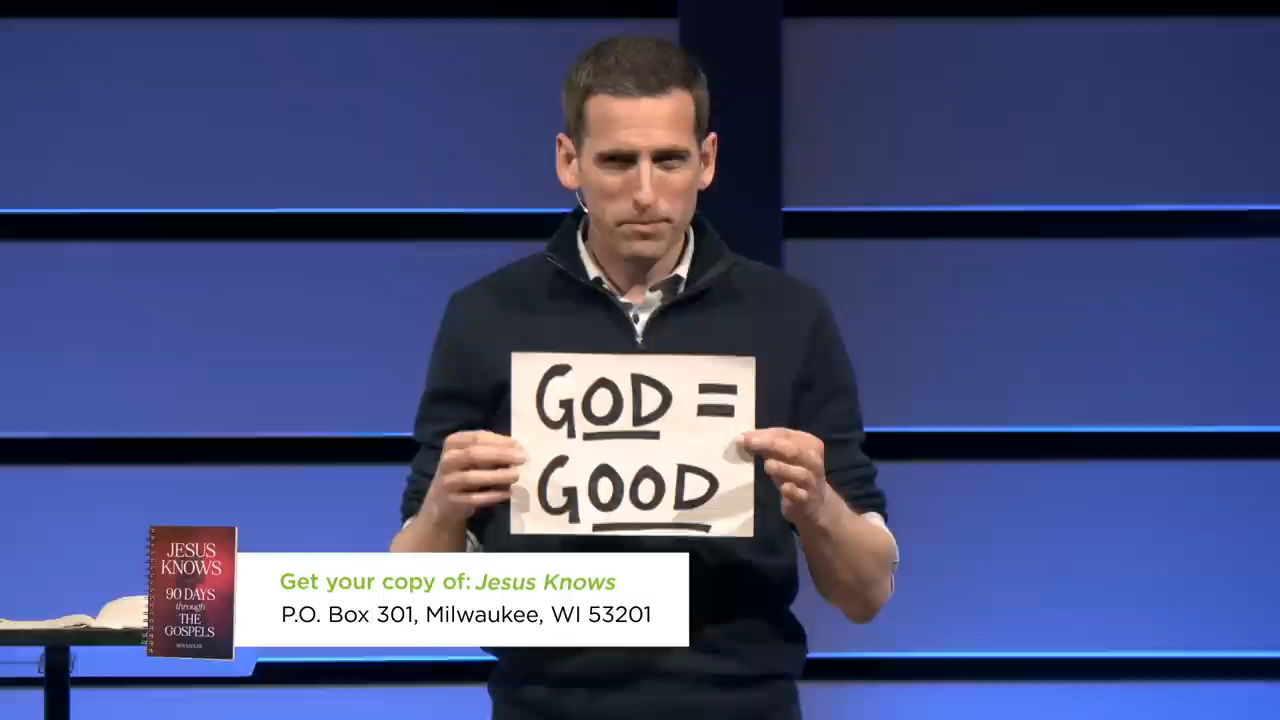 GOD =
GOOD
JESUS
KNOWS
90 DAYS
through
THE
GOSPELS
Get your copy of: Jesus Knows
P.O. Box 301, Milwaukee, WI 53201